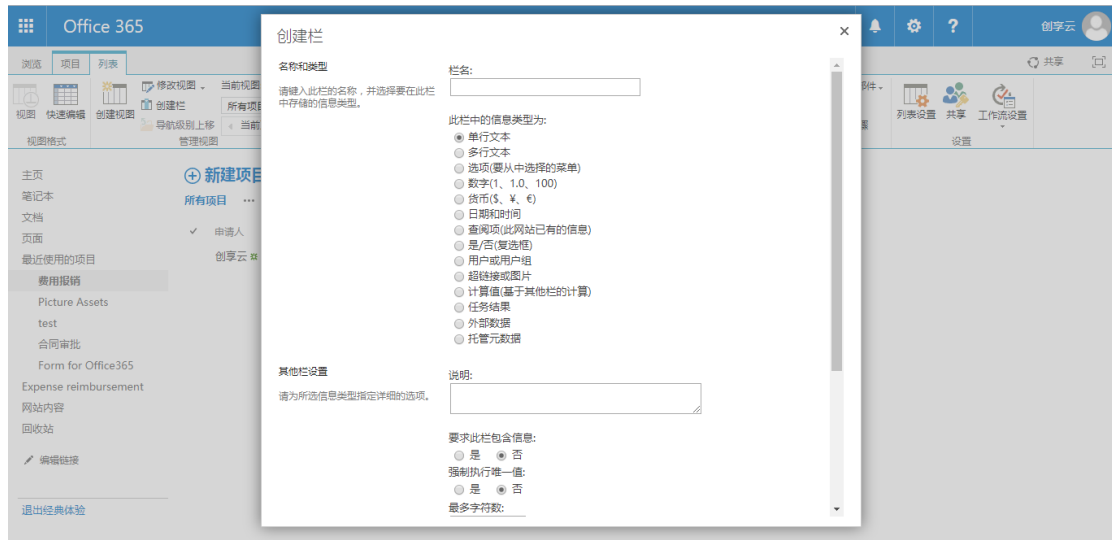 Office 365
?
创享云
浏览 项目 列表
共享
视图
快速编辑
创建视图
修改视图
创建栏
导航级别上移
当前视图
所有项目
当前
视图格式
管理视图
列表设置
共享
工作流设置
设置
主页
笔记本
文档
页面
最近使用的项目
费用报销
Picture Assets
test
合同审批
Form for Office365
Expense reimbursement
网站内容
回收站
编辑链接
退出经典体验
新建项目
所有项目 ...
申请人
创享云
创建栏
名称和类型
请键入此栏的名称，并选择要在此栏
中存储的信息类型。
栏名:
此栏中的信息类型为:
单行文本
多行文本
选项(要从中选择的菜单)
数字(1、1.0、100)
货币($、¥、€)
日期和时间
查阅项(此网站已有的信息)
是/否(复选框)
用户或用户组
超链接或图片
计算值(基于其他栏的计算)
任务结果
外部数据
托管元数据
其他栏设置
请为所选信息类型指定详细的选项。
说明:
要求此栏包含信息:
是 否
强制执行唯一值:
是 否
最多字符数: